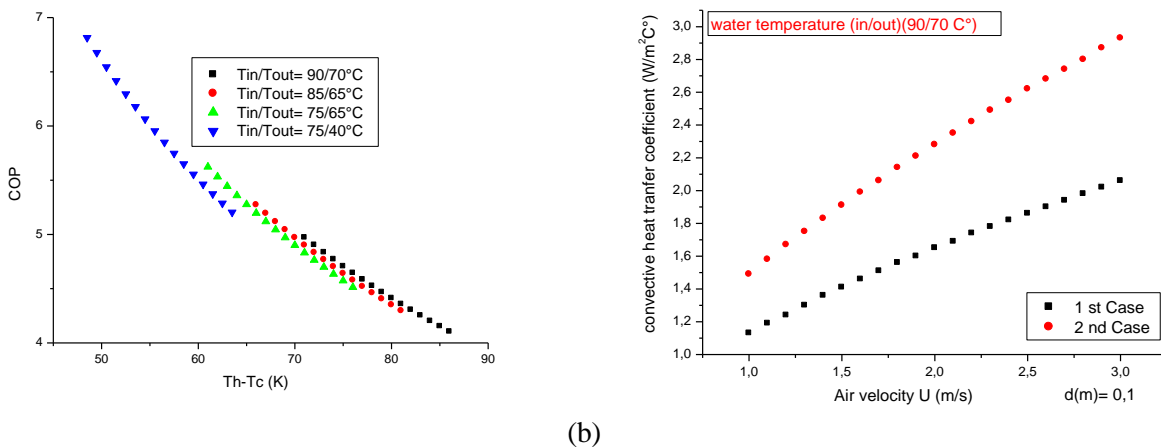 7
6
5
4
COP
50
60
70
80
90
Th-Tc (K)
Tin/Tout= 90/70°C
Tin/Tout= 85/65°C
Tin/Tout= 75/65°C
Tin/Tout= 75/40°C
water temperature (in/out)(90/70 C°)
convective heat tranfer coefficient (W/m²C°)
3,0
2,8
2,6
2,4
2,2
2,0
1,8
1,6
1,4
1,2
1,0
1 st Case
2 nd Case
1,0
1,5
2,0
2,5
3,0
Air velocity U (m/s)
d(m)= 0,1
(b)